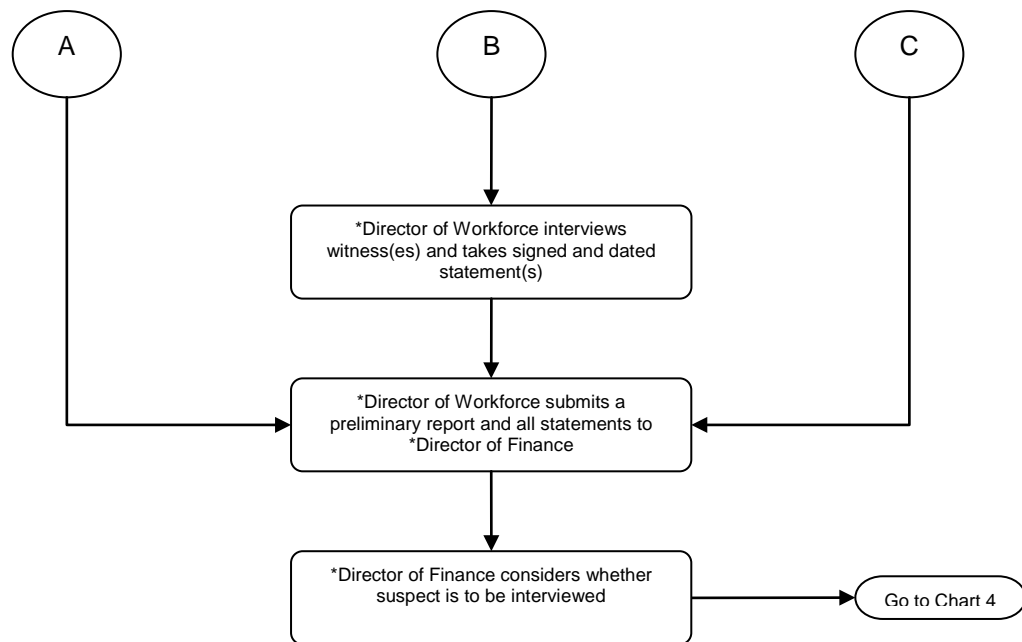 A
B
C
*Director of Workforce interviews
witness(es) and takes signed and dated
statement(s)
*Director of Workforce submits a
preliminary report and all statements to
*Director of Finance
*Director of Finance considers whether
suspect is to be interviewed
Go to Chart 4